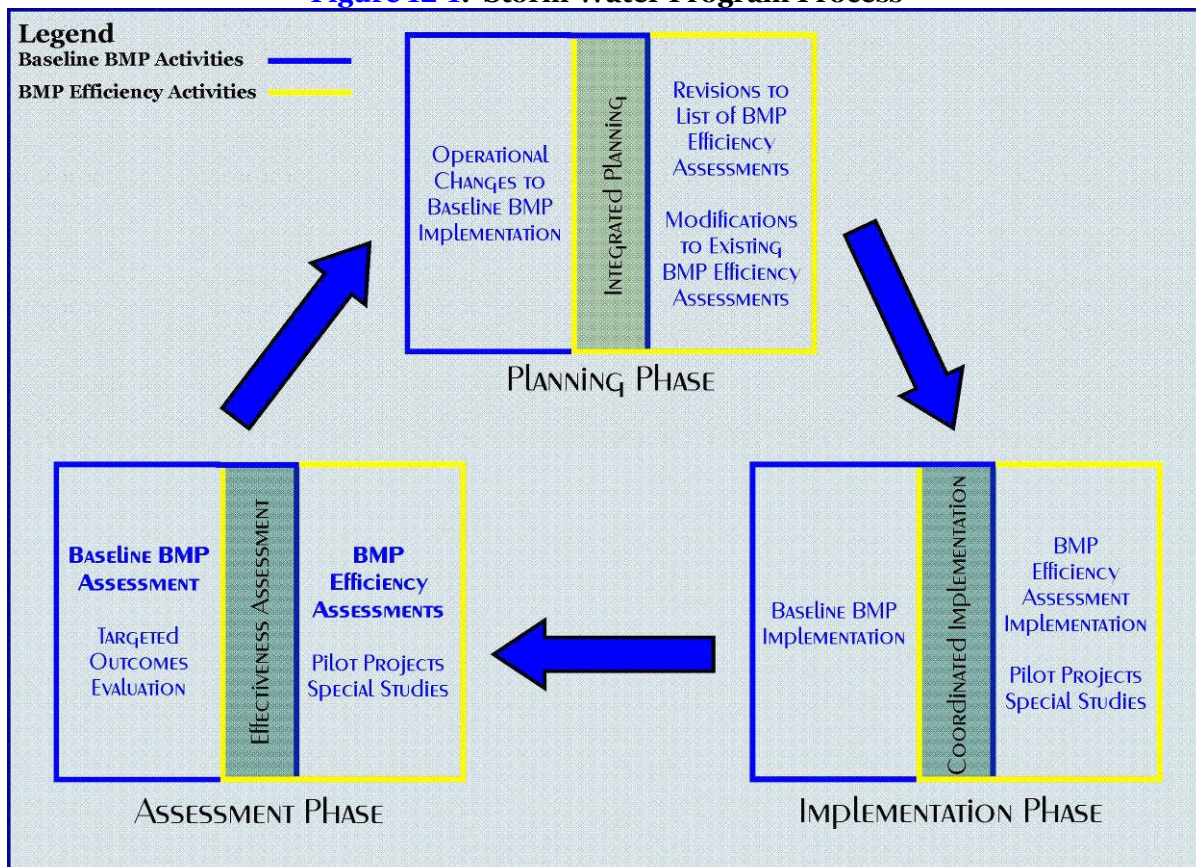 Figure 12-1. Storm Water Program Process
Legend
Baseline BMP Activities
BMP Efficiency Activities
Operational
Changes to
Baseline BMP
Implementation
Integrated Planning
Revisions to
List of BMP
Efficiency
Assessments
Modifications
to Existing
BMP Efficiency
Assessments
Planning Phase
Baseline BMP
Assessment
Targeted
Outcomes
Evaluation
Effectiveness Assessment
BMP
Efficiency
Assessments
Pilot Projects
Special Studies
Assessment Phase
Baseline BMP
Implementation
Coordinated Implementation
BMP
Efficiency
Assessment
Implementation
Pilot Projects
Special Studies
Implementation Phase